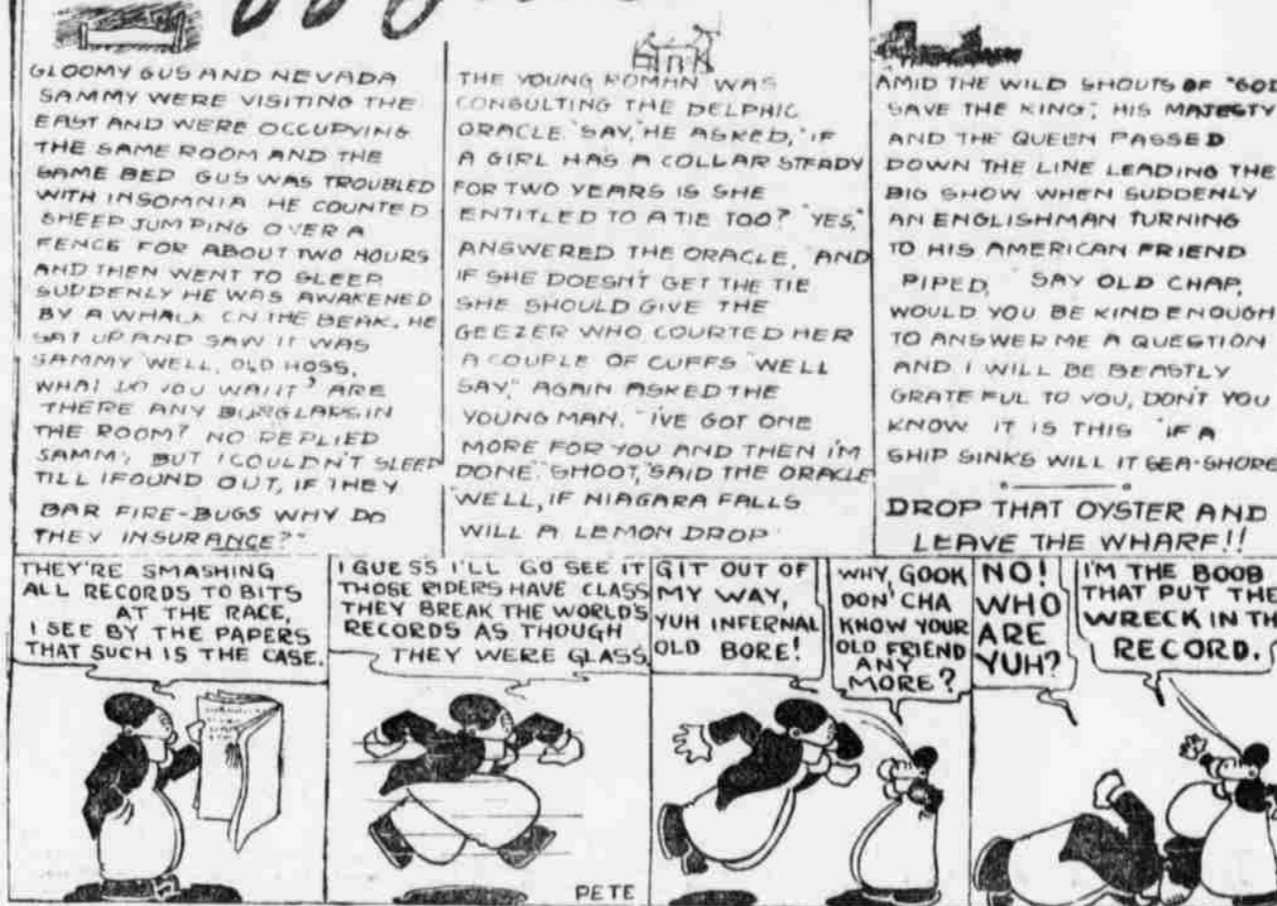 GLOOMY GUS AND NEVADA
SAMMY WERE VISITING THE
EAST AND WERE OCCUPYING
THE SAME ROOM AND THE
SAME BED GUS WAS TROUBLED
WITH INSOMNIA HE COUNTED
SHEEP JUMPING OVER A
FENCE FOR ABOUT TWO HOURS
AND THEN WENT TO SLEEP
SUDDENLY HE WAS AWAKENED
BY A WHACK ON THE BEAK. HE
SAT UP AND SAW IT WAS
SAMMY "WELL, OLD HOSS,
WHAT DO YOU WANT? ARE
THERE ANY BURGLARS IN
THE ROOM? NO REPLIED
SAMMY, BUT I COULDN'T SLEEP
TILL I FOUND OUT, IF THEY
BAR FIRE-BUGS WHY DO
THEY INSURANCE?"
THE YOUNG ROMAN WAS
CONSULTING THE DELPHIC
ORACLE "SAY, HE ASKED, "IF
A GIRL HAS A COLLAR STEADY
FOR TWO YEARS IS SHE
ENTITLED TO A TIE TOO? "YES,"
ANSWERED THE ORACLE, "AND
IF SHE DOESN'T GET THE TIE
SHE SHOULD GIVE THE
GEEZER WHO COURTED HER
A COUPLE OF CUFFS "WELL
SAY," AGAIN ASKED THE
YOUNG MAN, "I'VE GOT ONE
MORE FOR YOU AND THEN I'M
DONE" "SHOOT," SAID THE ORACLE
"WELL, IF NIAGARA FALLS
WILL A LEMON DROP
AMID THE WILD SHOUTS OF "GOD
SAVE THE KING", HIS MAJESTY
AND THE QUEEN PASSED
DOWN THE LINE LEADING THE
BIG SHOW WHEN SUDDENLY
AN ENGLISHMAN TURNING
TO HIS AMERICAN FRIEND
PIPED, "SAY OLD CHAP,
WOULD YOU BE KIND ENOUGH
TO ANSWER ME A QUESTION
AND I WILL BE BEASTLY
GRATEFUL TO YOU, DON'T YOU
KNOW IT IS THIS "IF A
SHIP SINKS WILL IT SEA-SHORE
DROP THAT OYSTER AND
LEAVE THE WHARF!!
THEY'RE SMASHING
ALL RECORDS TO BITS
AT THE RACE,
I SEE BY THE PAPERS
THAT SUCH IS THE CASE.
I GUESS I'LL GO SEE IT
THOSE RIDERS HAVE CLASS
THEY BREAK THE WORLD'S
RECORDS AS THOUGH
THEY WERE GLASS.
PETE
GIT OUT OF
MY WAY,
YUH INFERNAL
OLD BORE!
WHY, GOOK
DON'CHA
KNOW YOUR
OLD FRIEND
ANY
MORE?
NO!
WHO
ARE
YUH?
I'M THE BOOB
THAT PUT THE
WRECK IN TH
RECORD.